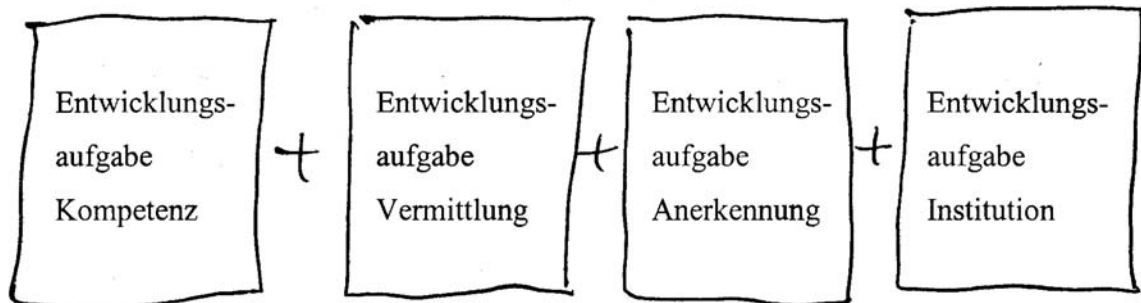 Entwicklungs-
aufgabe
Kompetenz
+
Entwicklungs-
aufgabe
Vermittlung
+
Entwicklungs-
aufgabe
Anerkennung
+
Entwicklungs-
aufgabe
Institution